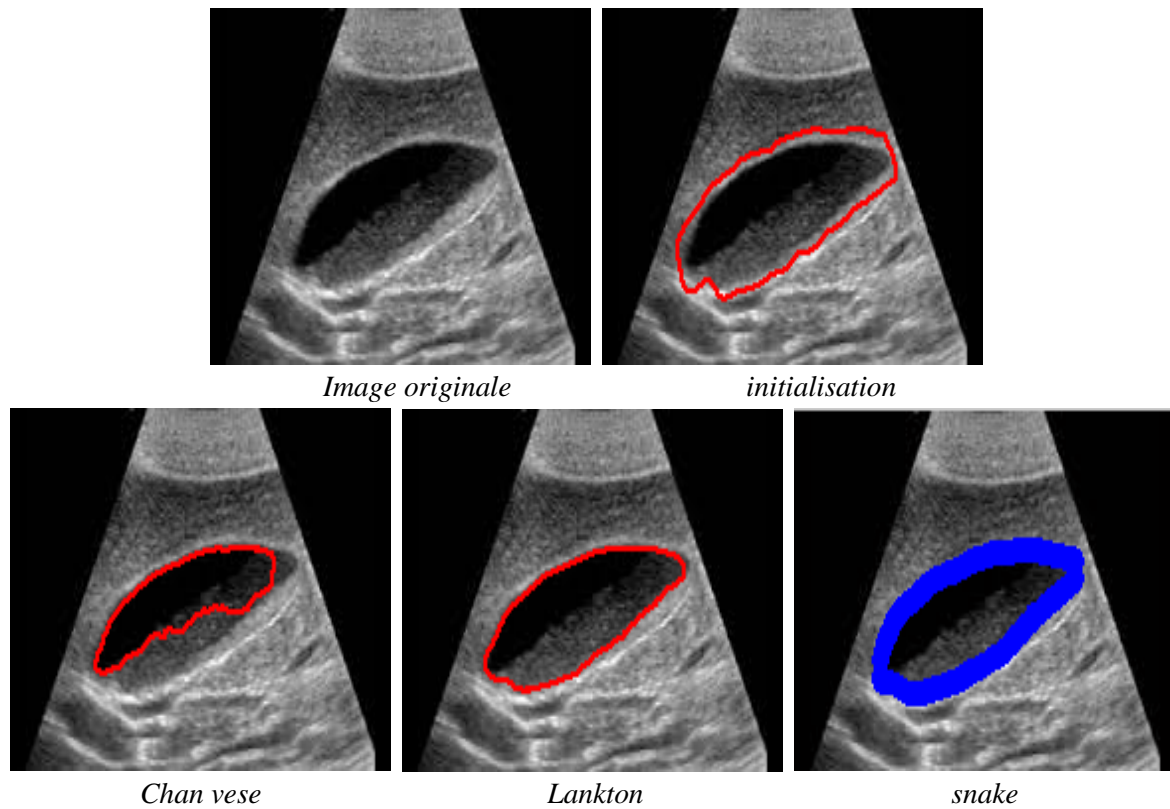 Image originale
initialisation
Chan vese
Lankton
snake